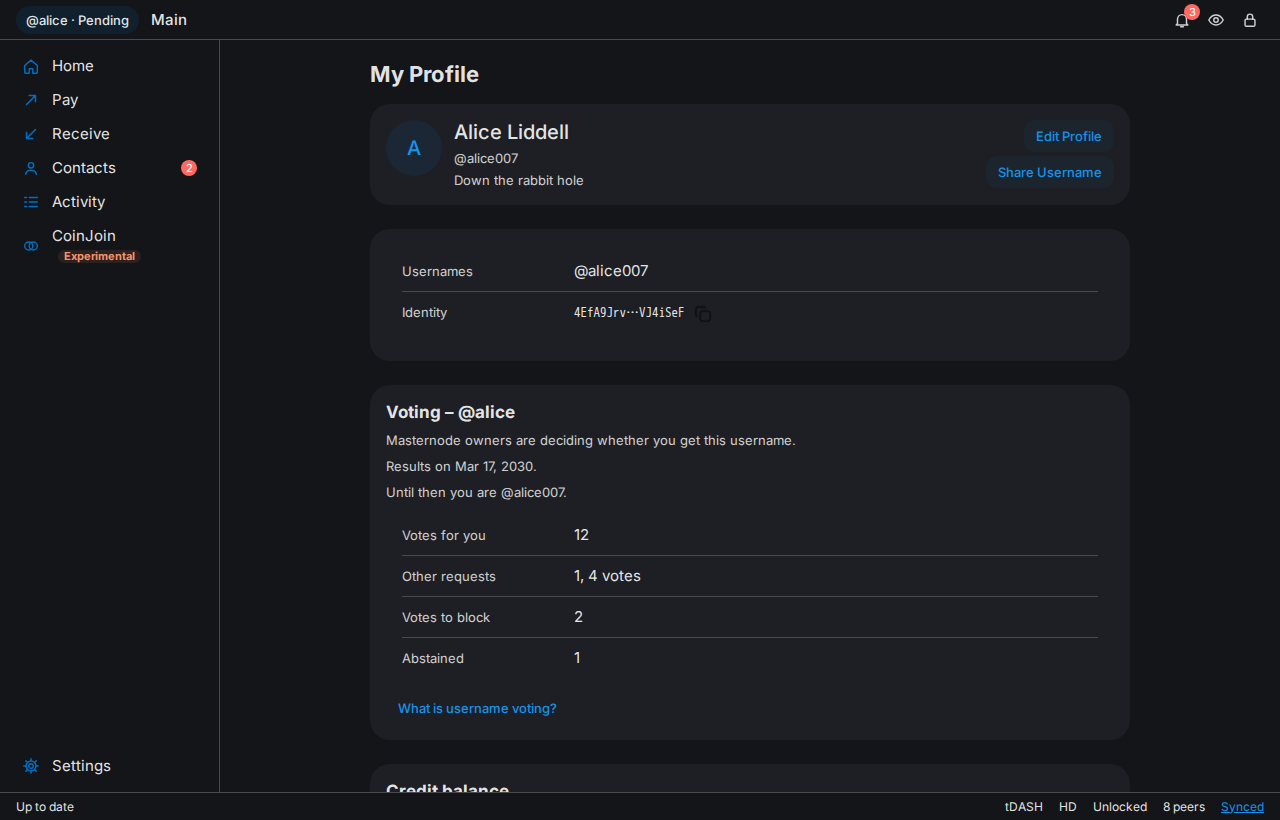 @alice · Pending
Main
3
Home
Pay
Receive
Contacts
2
Activity
CoinJoin
Experimental
Settings
My Profile
A
Alice Liddell
@alice007
Down the rabbit hole
Edit Profile
Share Username
Usernames @alice007
Identity 4EfA9Jrv···VJ4iSeF
Voting – @alice
Masternode owners are deciding whether you get this username.
Results on Mar 17, 2030.
Until then you are @alice007.
Votes for you 12
Other requests 1, 4 votes
Votes to block 2
Abstained 1
What is username voting?
Credit balance
Up to date
tDASH HD Unlocked 8 peers Synced